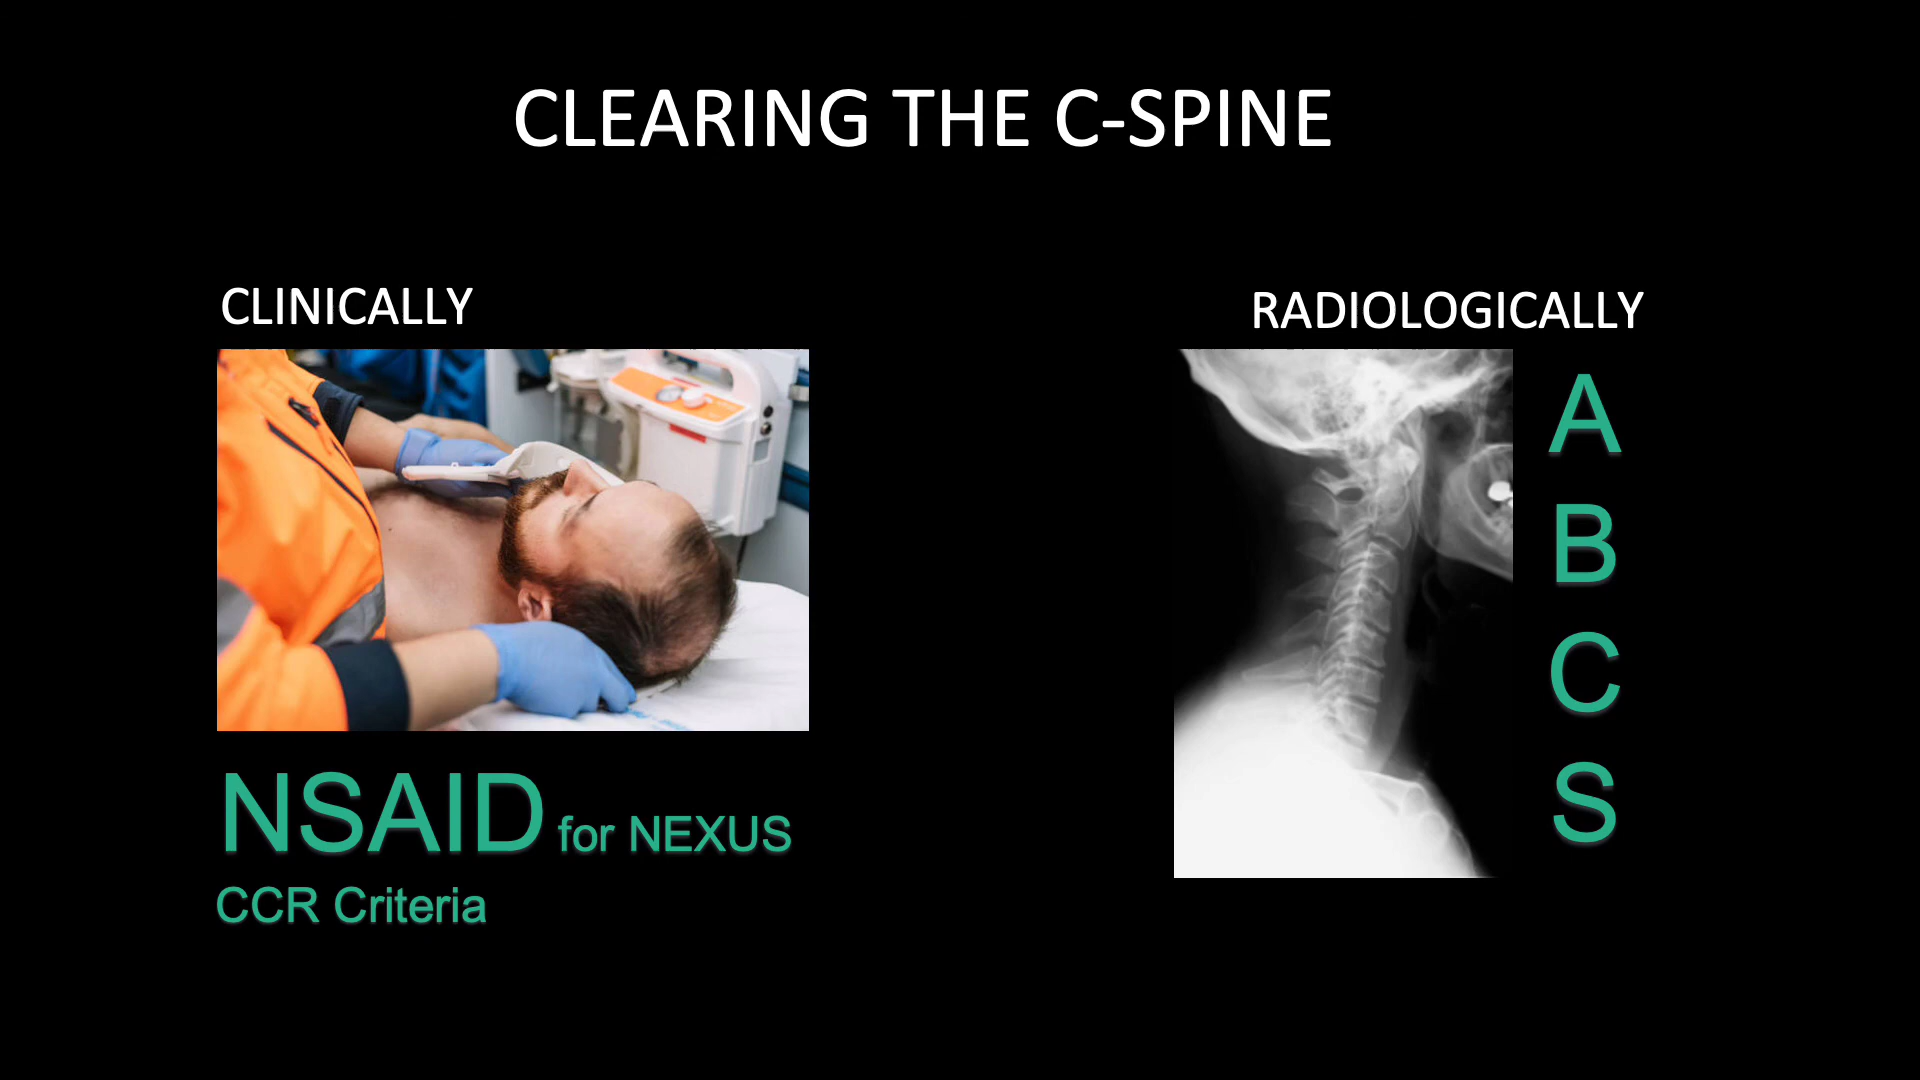 CLEARING THE C-SPINE
CLINICALLY
NSAID for NEXUS
CCR Criteria
RADIOLOGICALLY
A
B
C
S